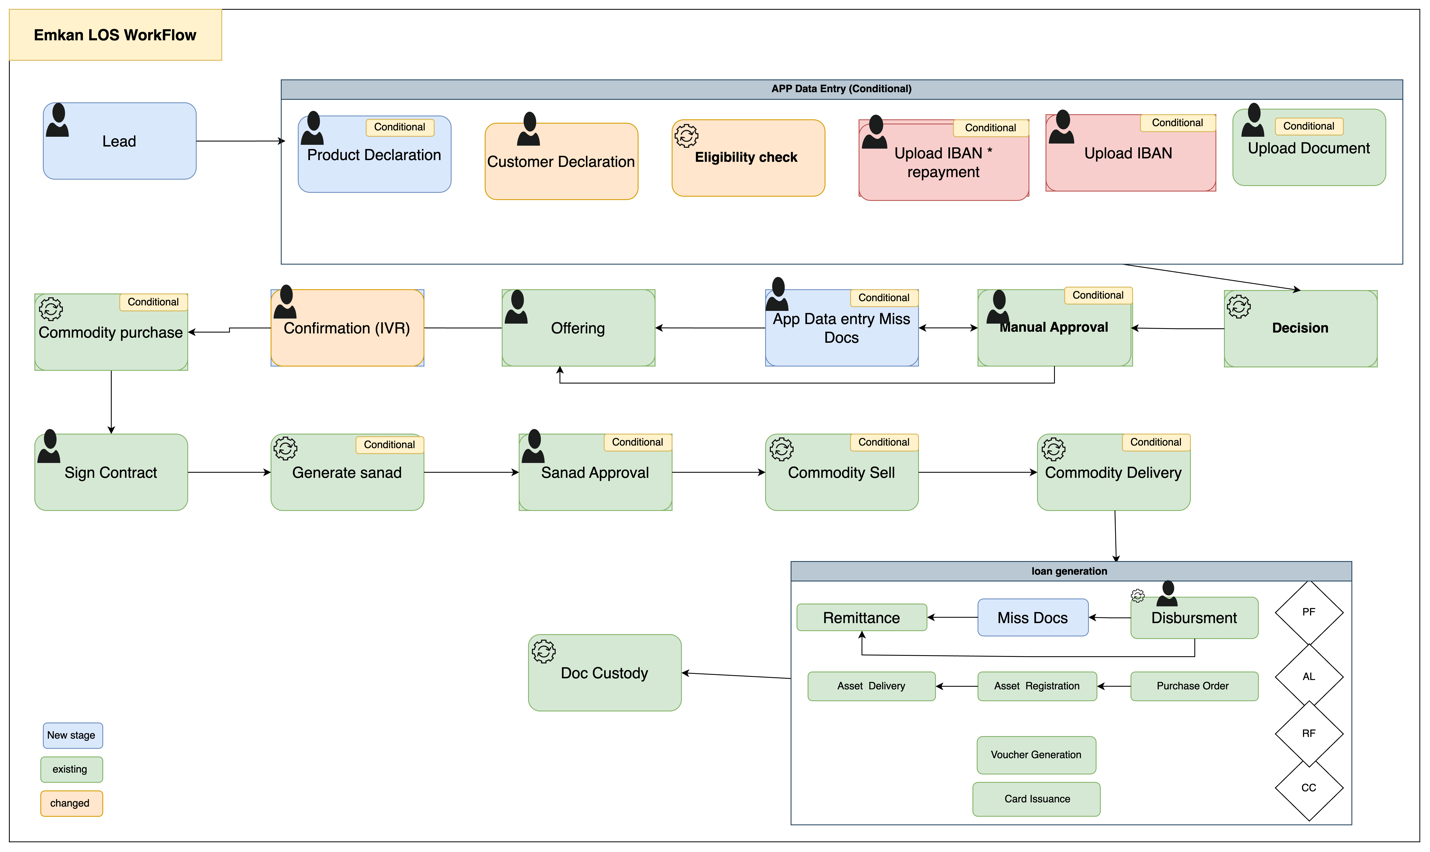 Emkan LOS WorkFlow
APP Data Entry (Conditional)
Lead
Conditional
Product Declaration
Customer Declaration
Eligibility check
Conditional
Upload IBAN *
repayment
Conditional
Upload IBAN
Conditional
Upload Document
Conditional
Commodity purchase
Confirmation (IVR)
Offering
Conditional
App Data entry Miss
Docs
Conditional
Manual Approval
Decision
Sign Contract
Conditional
Generate sanad
Conditional
Sanad Approval
Conditional
Commodity Sell
Conditional
Commodity Delivery
loan generation
Remittance
Miss Docs
Disbursment
PF
Doc Custody
Asset Delivery
Asset Registration
Purchase Order
AL
New stage
Voucher Generation
RF
existing
Card Issuance
CC
changed